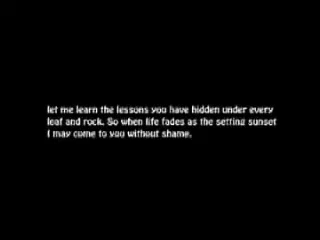 let me learn the lessons you have hidden under every
leaf and rock. So when life fades as the setting sunset
I may come to you without shame.